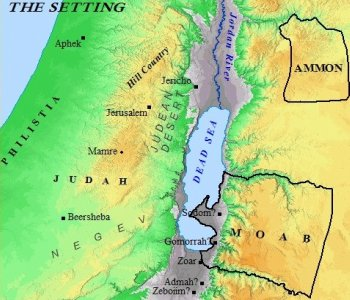 THE SETTING
Aphek
Hill Country
Jordan River
AMMON
Jericho
PHILISTIA
Jerusalem
JUDEAN
DESERT
DEAD SEA
Mamre
JUDAH
Sodom?
Beersheba
NEGEV
Gomorrah?
MOAB
Zoar
Admah?
Zeboiim?